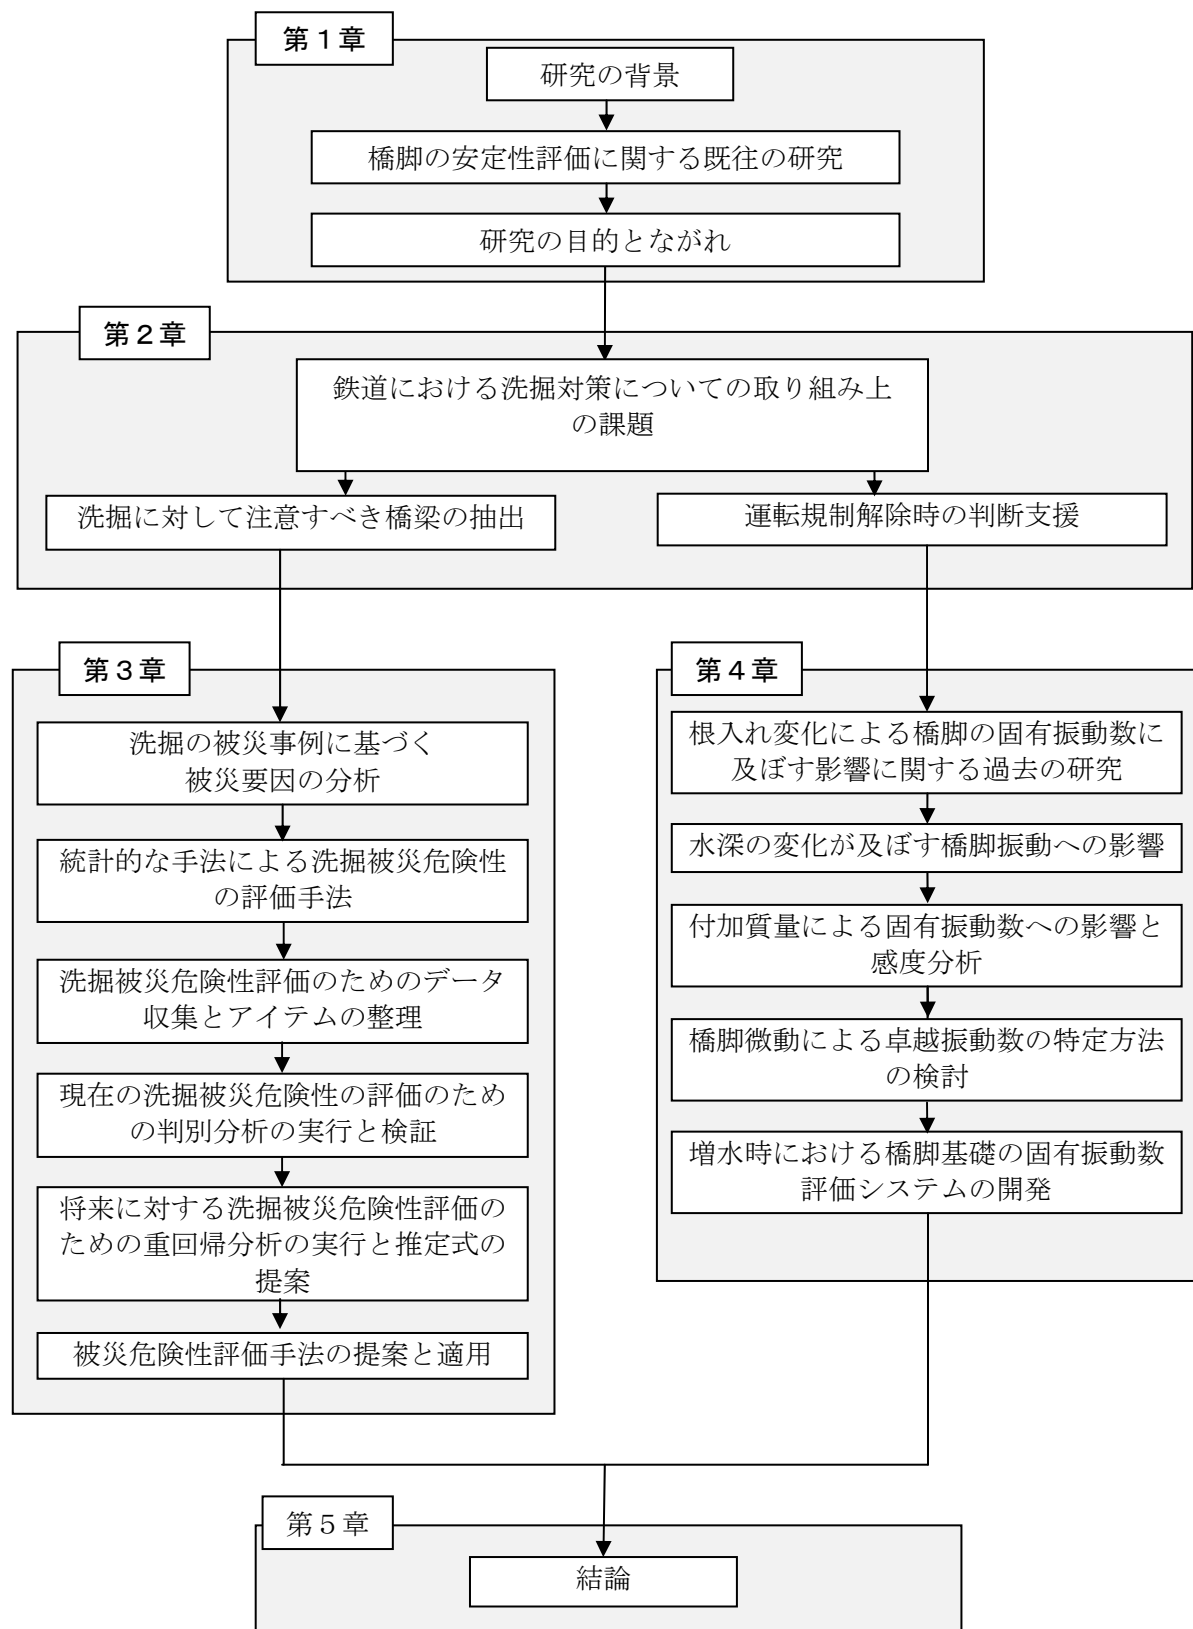 第１章
研究の背景
橋脚の安定性評価に関する既往の研究
研究の目的とながれ
第２章
鉄道における洗掘対策についての取り組み上
の課題
洗掘に対して注意すべき橋梁の抽出
運転規制解除時の判断支援
第３章
洗掘の被災事例に基づく
被災要因の分析
統計的な手法による洗掘被災危険性
の評価手法
洗掘被災危険性評価のためのデータ
収集とアイテムの整理
現在の洗掘被災危険性の評価のため
の判別分析の実行と検証
将来に対する洗掘被災危険性評価の
ための重回帰分析の実行と推定式の
提案
被災危険性評価手法の提案と適用
第４章
根入れ変化による橋脚の固有振動数に
及ぼす影響に関する過去の研究
水深の変化が及ぼす橋脚振動への影響
付加質量による固有振動数への影響と
感度分析
橋脚微動による卓越振動数の特定方法
の検討
増水時における橋脚基礎の固有振動数
評価システムの開発
第５章
結論